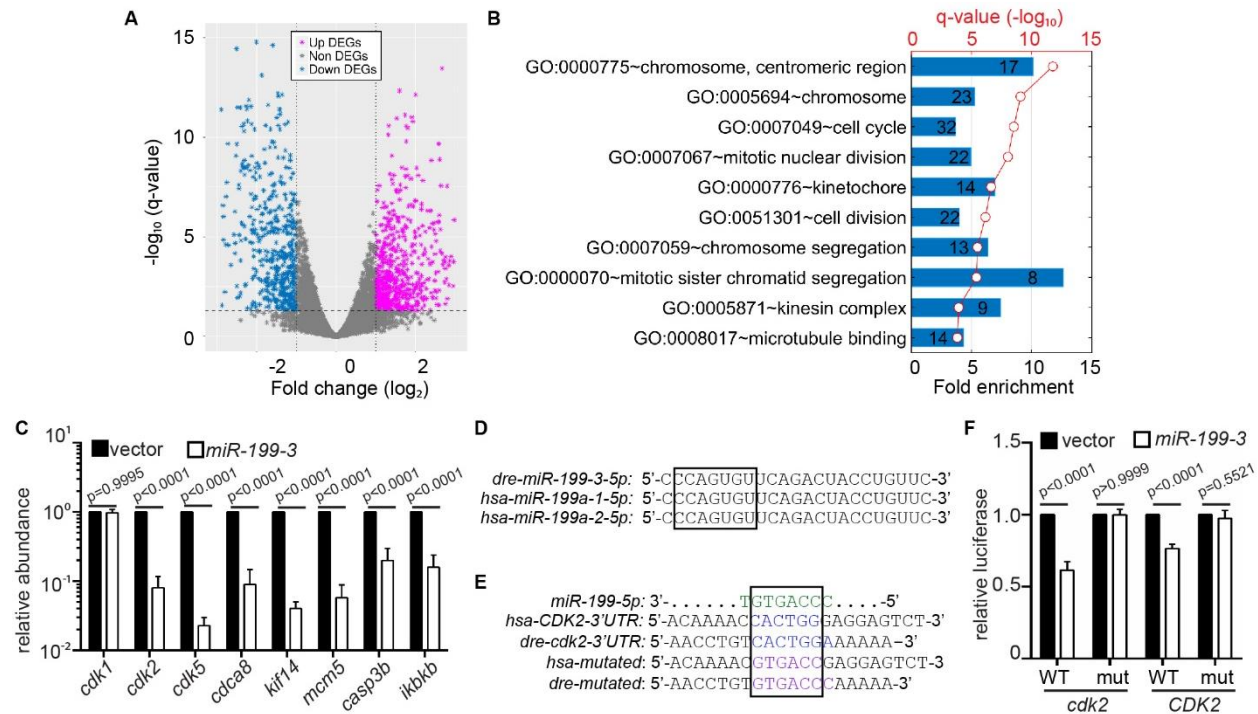 A
-log10 (q-value)
15
10
5
0
Up DEGs
Non DEGs
Down DEGs
-2
0
2
Fold change (log2)
B
q-value (-log10)
0 5 10 15
GO:0000775~chromosome, centromeric region 17
GO:0005694~chromosome 23
GO:0007049~cell cycle 32
GO:0007067~mitotic nuclear division 22
GO:0000776~kinetochore 14
GO:0051301~cell division 22
GO:0007059~chromosome segregation 13
GO:0000070~mitotic sister chromatid segregation 8
GO:0005871~kinesin complex 9
GO:0008017~microtubule binding 14
0 5 10 15
Fold enrichment
C
vector miR-199-3
relative abundance
10^1
10^0
10^-1
10^-2
p=0.9995 p<0.0001 p<0.0001 p<0.0001 p<0.0001 p<0.0001 p<0.0001 p<0.0001
cdk1 cdk2 cdk5 cdca8 kif14 mcm5 casp3b ikbkb
D
dre-miR-199-3-5p: 5'-CCCAGUGUUCAGACUACCUGUUC-3'
hsa-miR-199a-1-5p: 5'-CCCAGUGUUCAGACUACCUGUUC-3'
hsa-miR-199a-2-5p: 5'-CCCAGUGUUCAGACUACCUGUUC-3'
E
miR-199-5p: 3'-......TGTGACCC....-5'
hsa-CDK2-3'UTR: 5'-ACAAAACCACTGGGAGGAGTCT-3'
dre-cdk2-3'UTR: 5'-AACCTGTCACTGGAAAAAA-3'
hsa-mutated: 5'-ACAAAACGTGACCGAGGAGTCT-3
dre-mutated: 5'-AACCTGTGTGACCCAAAAA-3'
F
vector
miR-199-3
relative luciferase
1.5
1.0
0.5
0
p<0.0001 p>0.9999 p<0.0001 p=0.5521
WT mut WT mut
cdk2 CDK2